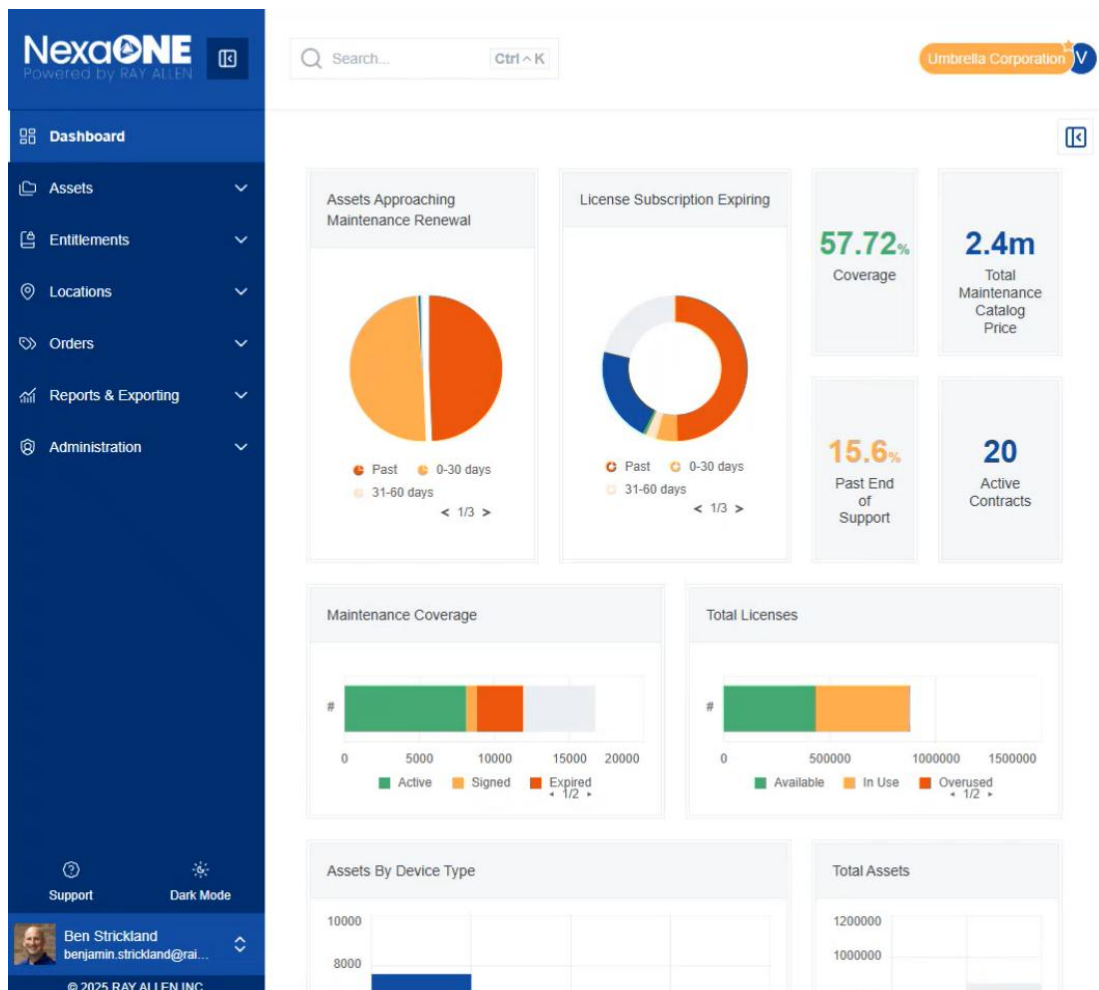 NexaONE
Powered by RAY ALLEN
Search...
Ctrl ^ K
Umbrella Corporation
V
Dashboard
Assets
Entitlements
Locations
Orders
Reports & Exporting
Administration
Support
Dark Mode
Ben Strickland
benjamin.strickland@rai...
© 2025 RAY ALLEN INC
Assets Approaching
Maintenance Renewal
Past
0-30 days
31-60 days
< 1/3 >
License Subscription Expiring
Past
0-30 days
31-60 days
< 1/3 >
57.72%
Coverage
2.4m
Total
Maintenance
Catalog
Price
15.6%
Past End
of
Support
20
Active
Contracts
Maintenance Coverage
#
0 5000 10000 15000 20000
Active Signed Expired
1/2
Total Licenses
#
0 500000 1000000 1500000
Available In Use Overused
1/2
Assets By Device Type
10000
8000
Total Assets
1200000
1000000